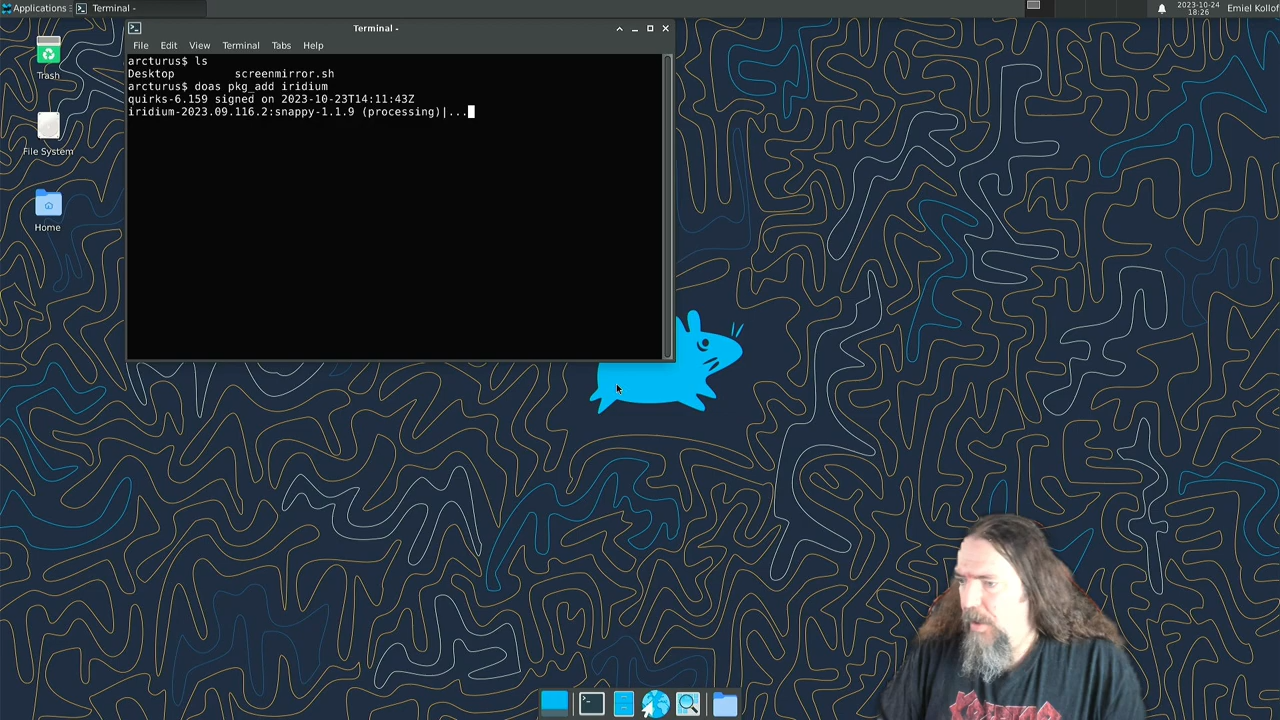 Applications
Terminal -
2023-10-24
18:26
Emiel Kollof
Terminal -
File Edit View Terminal Tabs Help
arcturus$ ls
Desktop screenmirror.sh
arcturus$ doas pkg_add iridium
quirks-6.159 signed on 2023-10-23T14:11:43Z
iridium-2023.09.116.2:snappy-1.1.9 (processing)|...
Trash
File System
Home